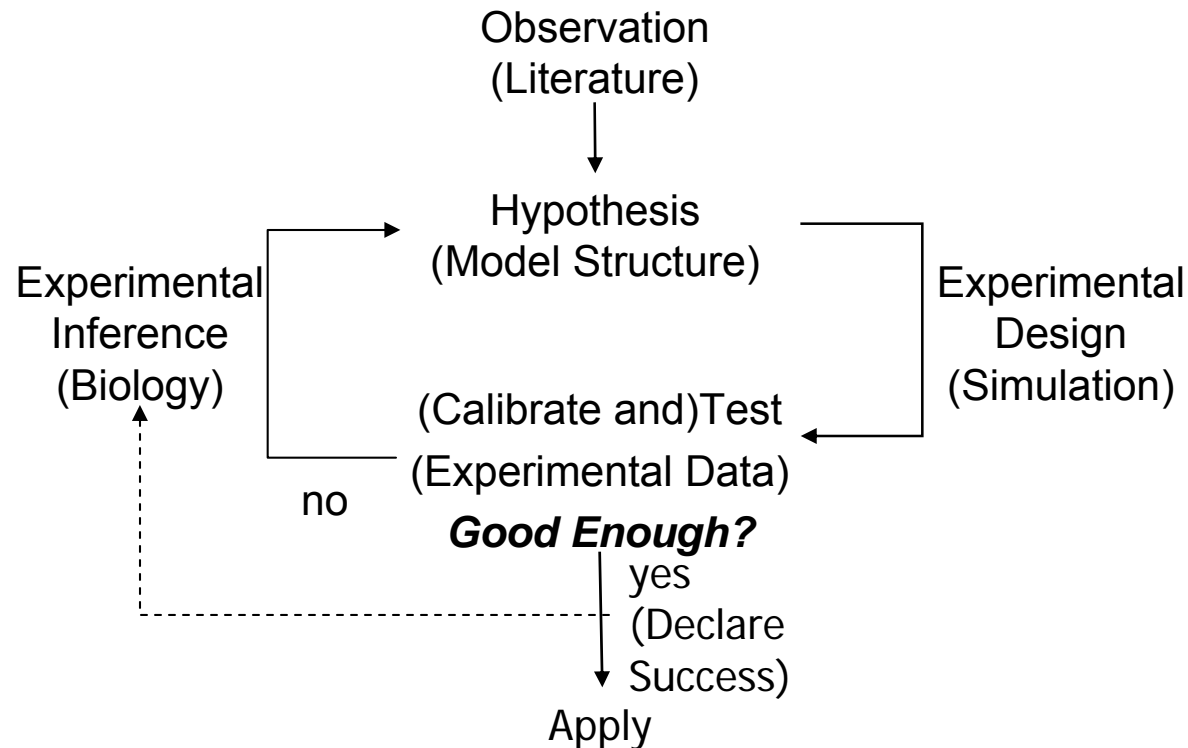 Observation
(Literature)
Hypothesis
(Model Structure)
Experimental
Inference
(Biology)
Experimental
Design
(Simulation)
(Calibrate and)Test
(Experimental Data)
no
Good Enough?
yes
(Declare
Success)
Apply